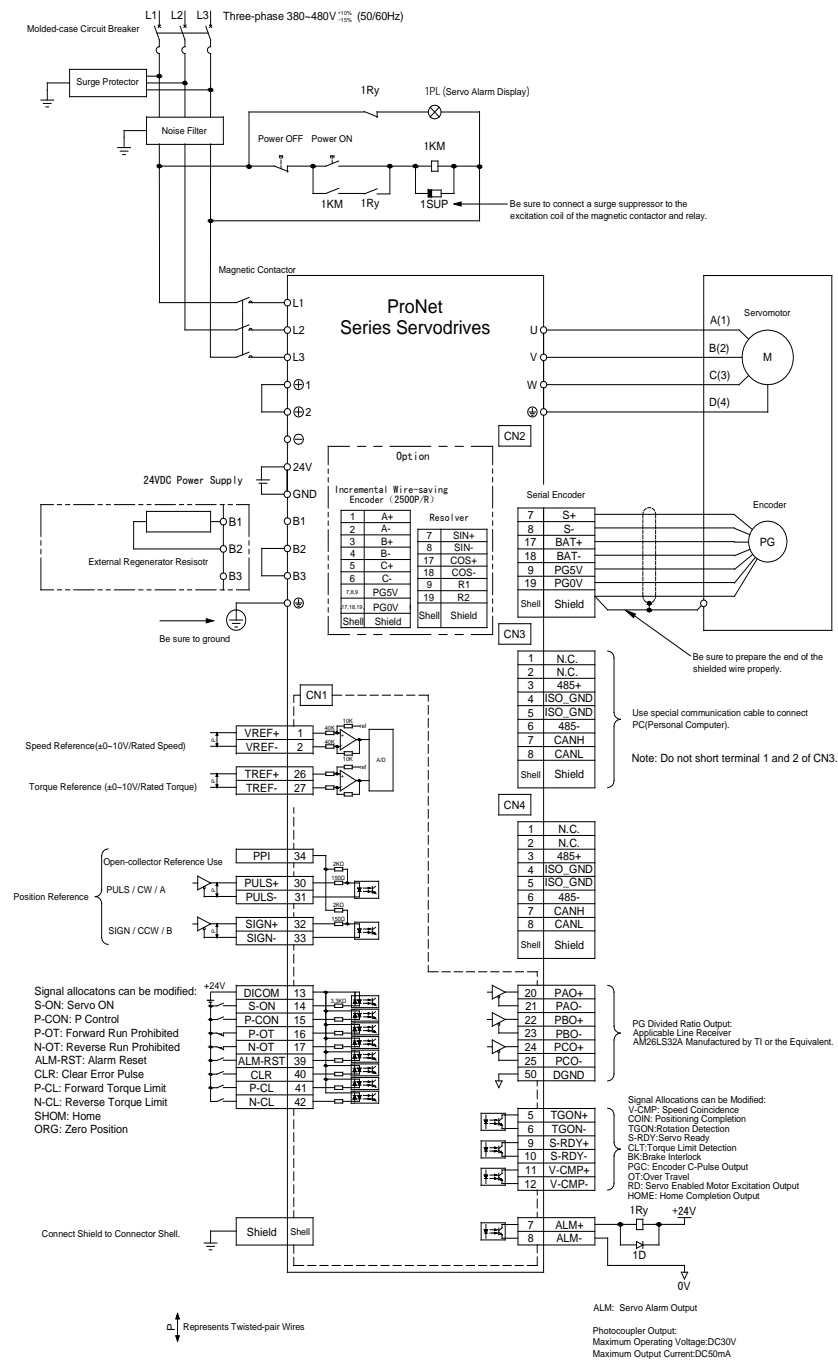 L1 L2 L3 Three-phase 380~480V +10% -15% (50/60Hz)
Molded-case Circuit Breaker
Surge Protector
Noise Filter
1Ry
1PL (Servo Alarm Display)
Power OFF Power ON
1KM
1KM 1Ry 1SUP
Be sure to connect a surge suppressor to the
excitation coil of the magnetic contactor and relay.
Magnetic Contactor
ProNet
Series Servodrives
L1
L2
L3
1
2
24V
GND
24VDC Power Supply
B1
B2
B3
External Regenerator Resisotr
B1
B2
B3
Be sure to ground
U
V
W
A(1)
B(2)
C(3)
D(4)
Servomotor
M
CN2
Option
Incremental Wire-saving
Encoder (2500P/R)
1 A+
2 A-
3 B+
4 B-
5 C+
6 C-
7,8,9 PG5V
17,18,19 PG0V
Shell Shield
Resolver
7 SIN+
8 SIN-
17 COS+
18 COS-
9 R1
19 R2
Shell Shield
Serial Encoder
7 S+
8 S-
17 BAT+
18 BAT-
9 PG5V
19 PG0V
Shell Shield
Encoder
PG
Be sure to prepare the end of the
shielded wire properly.
CN3
1 N.C.
2 N.C.
3 485+
4 ISO_GND
5 ISO_GND
6 485-
7 CANH
8 CANL
Shell Shield
Use special communication cable to connect
PC(Personal Computer).
Note: Do not short terminal 1 and 2 of CN3.
CN4
1 N.C.
2 N.C.
3 485+
4 ISO_GND
5 ISO_GND
6 485-
7 CANH
8 CANL
Shell Shield
CN1
Speed Reference(±0~10V/Rated Speed)
P
VREF+ 1
VREF- 2
40K
10K
ref
10K
A/D
Torque Reference (±0~10V/Rated Torque)
P
TREF+ 26
TREF- 27
40K
ref
Open-collector Reference Use
PPI 34
Position Reference
PULS / CW / A
P
PULS+ 30
PULS- 31
2KΩ
150Ω
SIGN / CCW / B
P
SIGN+ 32
SIGN- 33
2KΩ
150Ω
Signal allocatons can be modified:
S-ON: Servo ON
P-CON: P Control
P-OT: Forward Run Prohibited
N-OT: Reverse Run Prohibited
ALM-RST: Alarm Reset
CLR: Clear Error Pulse
P-CL: Forward Torque Limit
N-CL: Reverse Torque Limit
SHOM: Home
ORG: Zero Position
+24V
DICOM 13
S-ON 14
P-CON 15
P-OT 16
N-OT 17
ALM-RST 39
CLR 40
P-CL 41
N-CL 42
3.3KΩ
20 PAO+
21 PAO-
22 PBO+
23 PBO-
24 PCO+
25 PCO-
50 DGND
PG Divided Ratio Output:
Applicable Line Receiver
AM26LS32A Manufactured by TI or the Equivalent.
5 TGON+
6 TGON-
9 S-RDY+
10 S-RDY-
11 V-CMP+
12 V-CMP-
Signal Allocations can be Modified:
V-CMP: Speed Coincidence
COIN: Positioning Completion
TGON:Rotation Detection
S-RDY:Servo Ready
CLT:Torque Limit Detection
BK:Brake Interlock
PGC: Encoder C-Pulse Output
OT:Over Travel
RD: Servo Enabled Motor Excitation Output
HOME: Home Completion Output
7 ALM+
8 ALM-
1Ry
+24V
1D
0V
Connect Shield to Connector Shell.
Shield Shell
ALM: Servo Alarm Output
Photocoupler Output:
Maximum Operating Voltage:DC30V
Maximum Output Current:DC50mA
P Represents Twisted-pair Wires